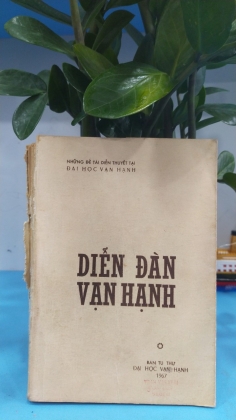 NHỮNG ĐỀ TÀI DIỄN THUYẾT TẠI
ĐẠI HỌC VẠN HẠNH
DIỄN ĐÀN
VẠN HẠNH
BAN TU THƯ
ĐẠI HỌC VẠN HẠNH
1967